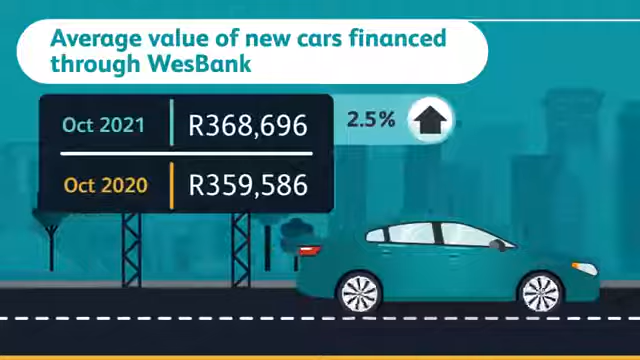 Average value of new cars financed
through WesBank
Oct 2021 R368,696 2.5%
Oct 2020 R359,586